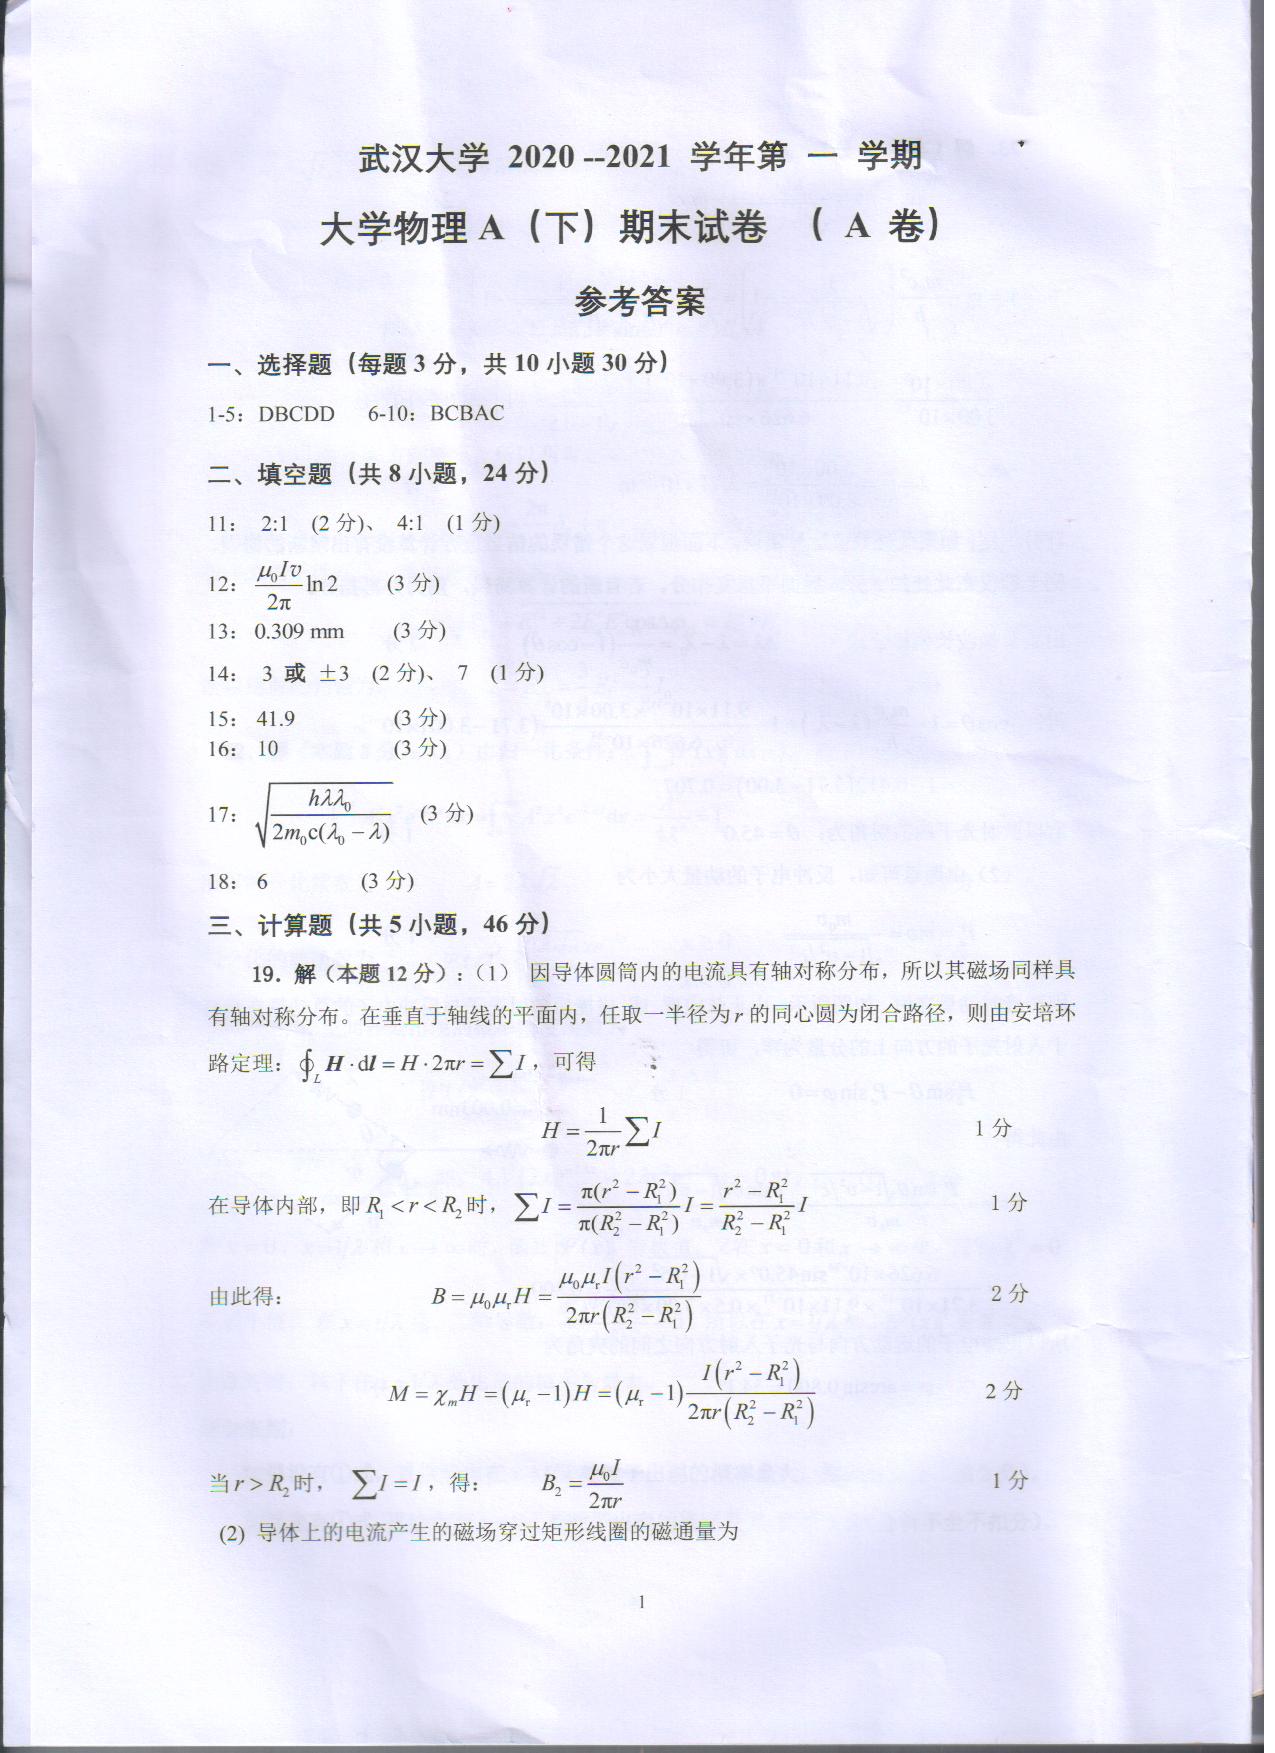 武汉大学 2020 --2021 学年第 一 学期
大学物理 A（下）期末试卷 （ A 卷）
参考答案
一、选择题（每题 3 分，共 10 小题 30 分）
1-5：DBCDD 6-10：BCBAC
二、填空题（共 8 小题，24 分）
11： 2:1 (2 分)、 4:1 (1 分)
12：$\frac{\mu_0 I v}{2\pi}\ln 2$ (3 分)
13：0.309 mm (3 分)
14： 3 或 ±3 (2 分)、 7 (1 分)
15：41.9 (3 分)
16：10 (3 分)
17：$\sqrt{\frac{h\lambda\lambda_0}{2m_0c(\lambda_0-\lambda)}}$ (3 分)
18：6 (3 分)
三、计算题（共 5 小题，46 分）
19．解（本题 12 分）：（1） 因导体圆筒内的电流具有轴对称分布，所以其磁场同样具
有轴对称分布。在垂直于轴线的平面内，任取一半径为 r 的同心圆为闭合路径，则由安培环
路定理：$\oint_L \boldsymbol{H}\cdot d\boldsymbol{l}=H\cdot 2\pi r=\sum I$，可得
$H=\frac{1}{2\pi r}\sum I$ 1 分
在导体内部，即 $R_1<r<R_2$时，$\sum I=\frac{\pi(r^2-R_1^2)}{\pi(R_2^2-R_1^2)}I=\frac{r^2-R_1^2}{R_2^2-R_1^2}I$ 1 分
由此得： $B=\mu_0\mu_r H=\frac{\mu_0\mu_r I(r^2-R_1^2)}{2\pi r(R_2^2-R_1^2)}$ 2 分
$M=\chi_m H=(\mu_r-1)H=(\mu_r-1)\frac{I(r^2-R_1^2)}{2\pi r(R_2^2-R_1^2)}$ 2 分
当 $r>R_2$时， $\sum I=I$，得： $B_2=\frac{\mu_0 I}{2\pi r}$ 1 分
(2) 导体上的电流产生的磁场穿过矩形线圈的磁通量为
1